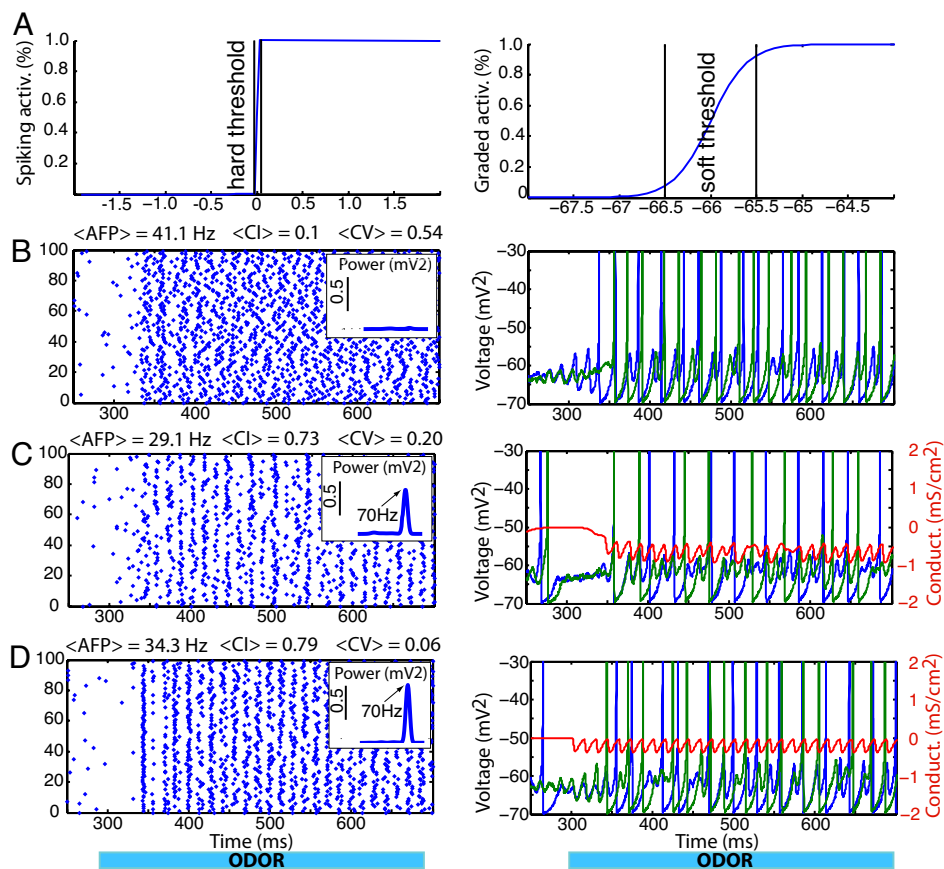 A
Spiking activ. (%)
1.0
0.8
0.6
0.4
0.2
hard threshold
-1.5 -1.0 -0.5 0 0.5 1.0 1.5
Graded activ. (%)
1.0
0.8
0.6
0.4
0.2
0
soft threshold
-67.5 -67 -66.5 -66 -65.5 -65 -64.5
B
<AFP> = 41.1 Hz <CI> = 0.1 <CV> = 0.54
100
80
60
40
20
0
300 400 500 600
Power (mV2)
0.5
Voltage (mV2)
-30
-40
-50
-60
-70
300 400 500 600
C
<AFP> = 29.1 Hz <CI> = 0.73 <CV> = 0.20
100
80
60
40
20
0
300 400 500 600
Power (mV2)
0.5
70Hz
Voltage (mV2)
-30
-40
-50
-60
-70
300 400 500 600
2
1
0
-1
-2
Conduct. (mS/cm2)
D
<AFP> = 34.3 Hz <CI> = 0.79 <CV> = 0.06
100
80
60
40
20
0
300 400 500 600
Time (ms)
Power (mV2)
0.5
70Hz
ODOR
Voltage (mV2)
-30
-40
-50
-60
-70
300 400 500 600
Time (ms)
2
1
0
-1
-2
Conduct. (mS/cm2)
ODOR